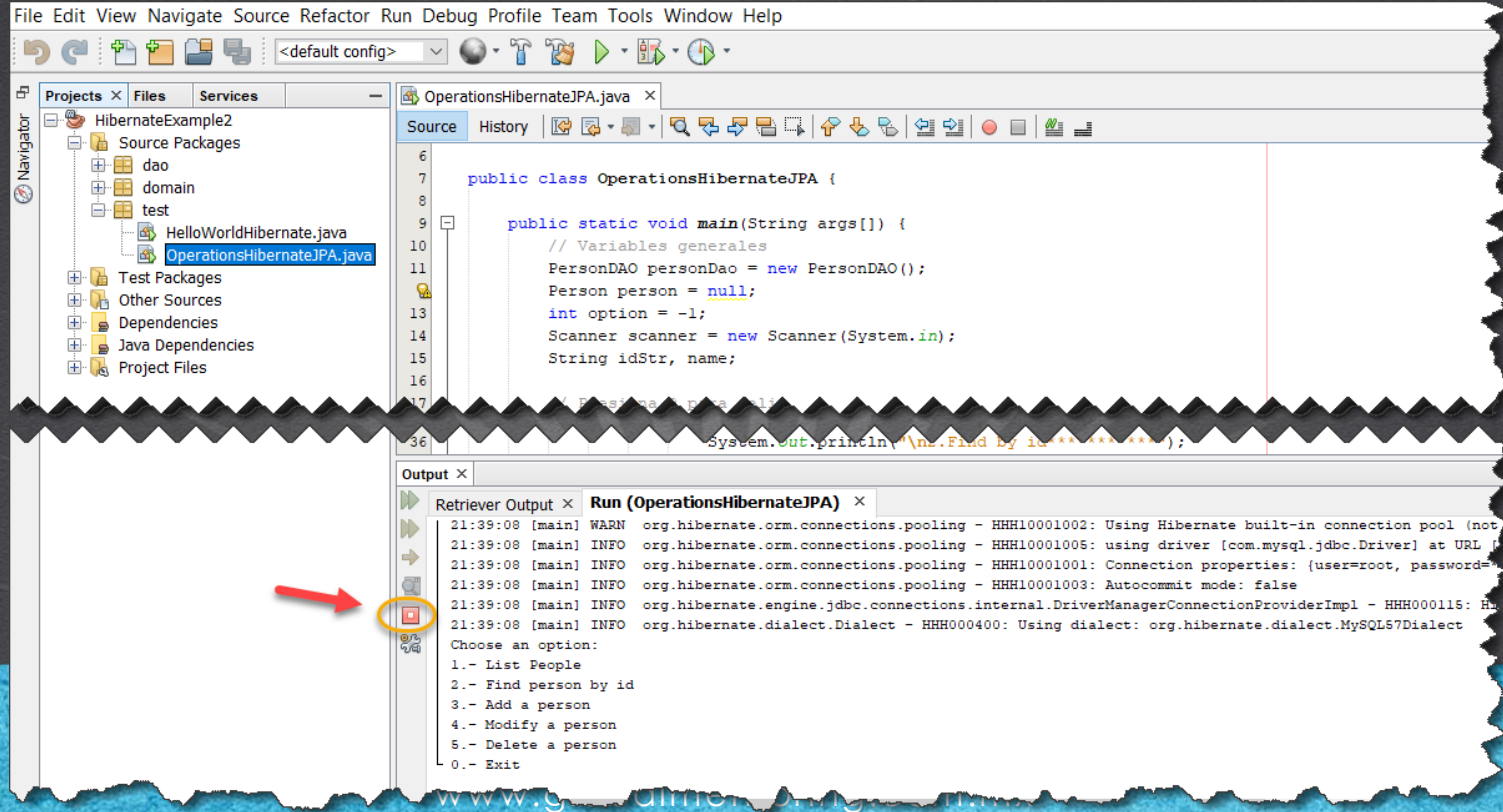 File Edit View Navigate Source Refactor Run Debug Profile Team Tools Window Help
<default config>
Projects Files Services
Navigator
HibernateExample2
Source Packages
dao
domain
test
HelloWorldHibernate.java
OperationsHibernateJPA.java
Test Packages
Other Sources
Dependencies
Java Dependencies
Project Files
OperationsHibernateJPA.java
Source History
6
7 public class OperationsHibernateJPA {
8
9 public static void main(String args[]) {
10 // Variables generales
11 PersonDAO personDao = new PersonDAO();
Person person = null;
13 int option = -1;
14 Scanner scanner = new Scanner(System.in);
15 String idStr, name;
16
17
36 System.out.println("\n2.Find by id***********");
Output
Retriever Output Run (OperationsHibernateJPA)
21:39:08 [main] WARN org.hibernate.orm.connections.pooling - HHH10001002: Using Hibernate built-in connection pool (not
21:39:08 [main] INFO org.hibernate.orm.connections.pooling - HHH10001005: using driver [com.mysql.jdbc.Driver] at URL [
21:39:08 [main] INFO org.hibernate.orm.connections.pooling - HHH10001001: Connection properties: {user=root, password=
21:39:08 [main] INFO org.hibernate.orm.connections.pooling - HHH10001003: Autocommit mode: false
21:39:08 [main] INFO org.hibernate.engine.jdbc.connections.internal.DriverManagerConnectionProviderImpl - HHH000115:
21:39:08 [main] INFO org.hibernate.dialect.Dialect - HHH000400: Using dialect: org.hibernate.dialect.MySQL57Dialect
Choose an option:
1.- List People
2.- Find person by id
3.- Add a person
4.- Modify a person
5.- Delete a person
0.- Exit